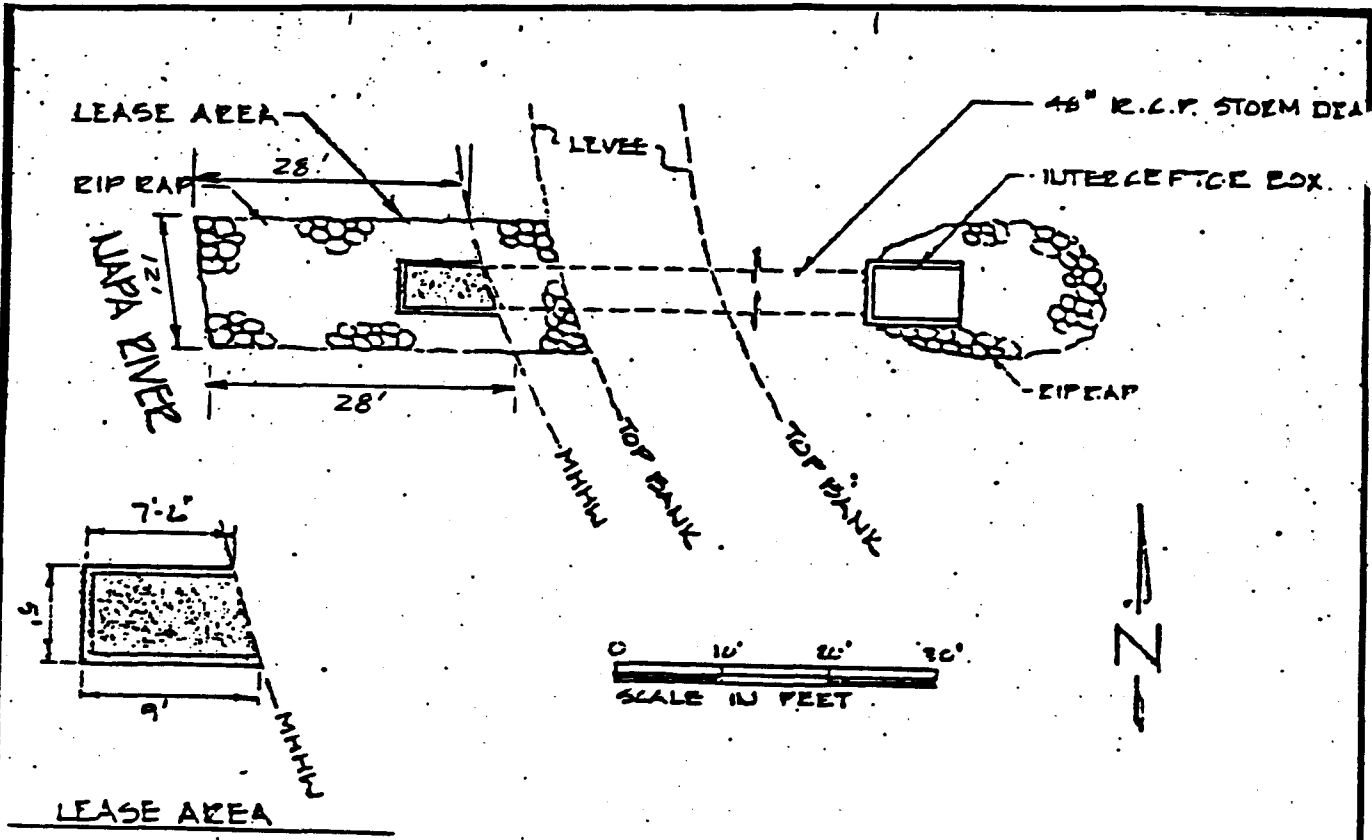 LEASE AREA
48" R.C.P. STORM DRA
LEVEE
28'
RIP RAP
INTERCEPTOR BOX
12'
NAPA RIVER
28'
RIP RAP
TOP BANK
TOP BANK
MHHW
7'-2"
5'
9'
MHHW
0 10' 20' 30'
SCALE IN FEET
N
LEASE AREA